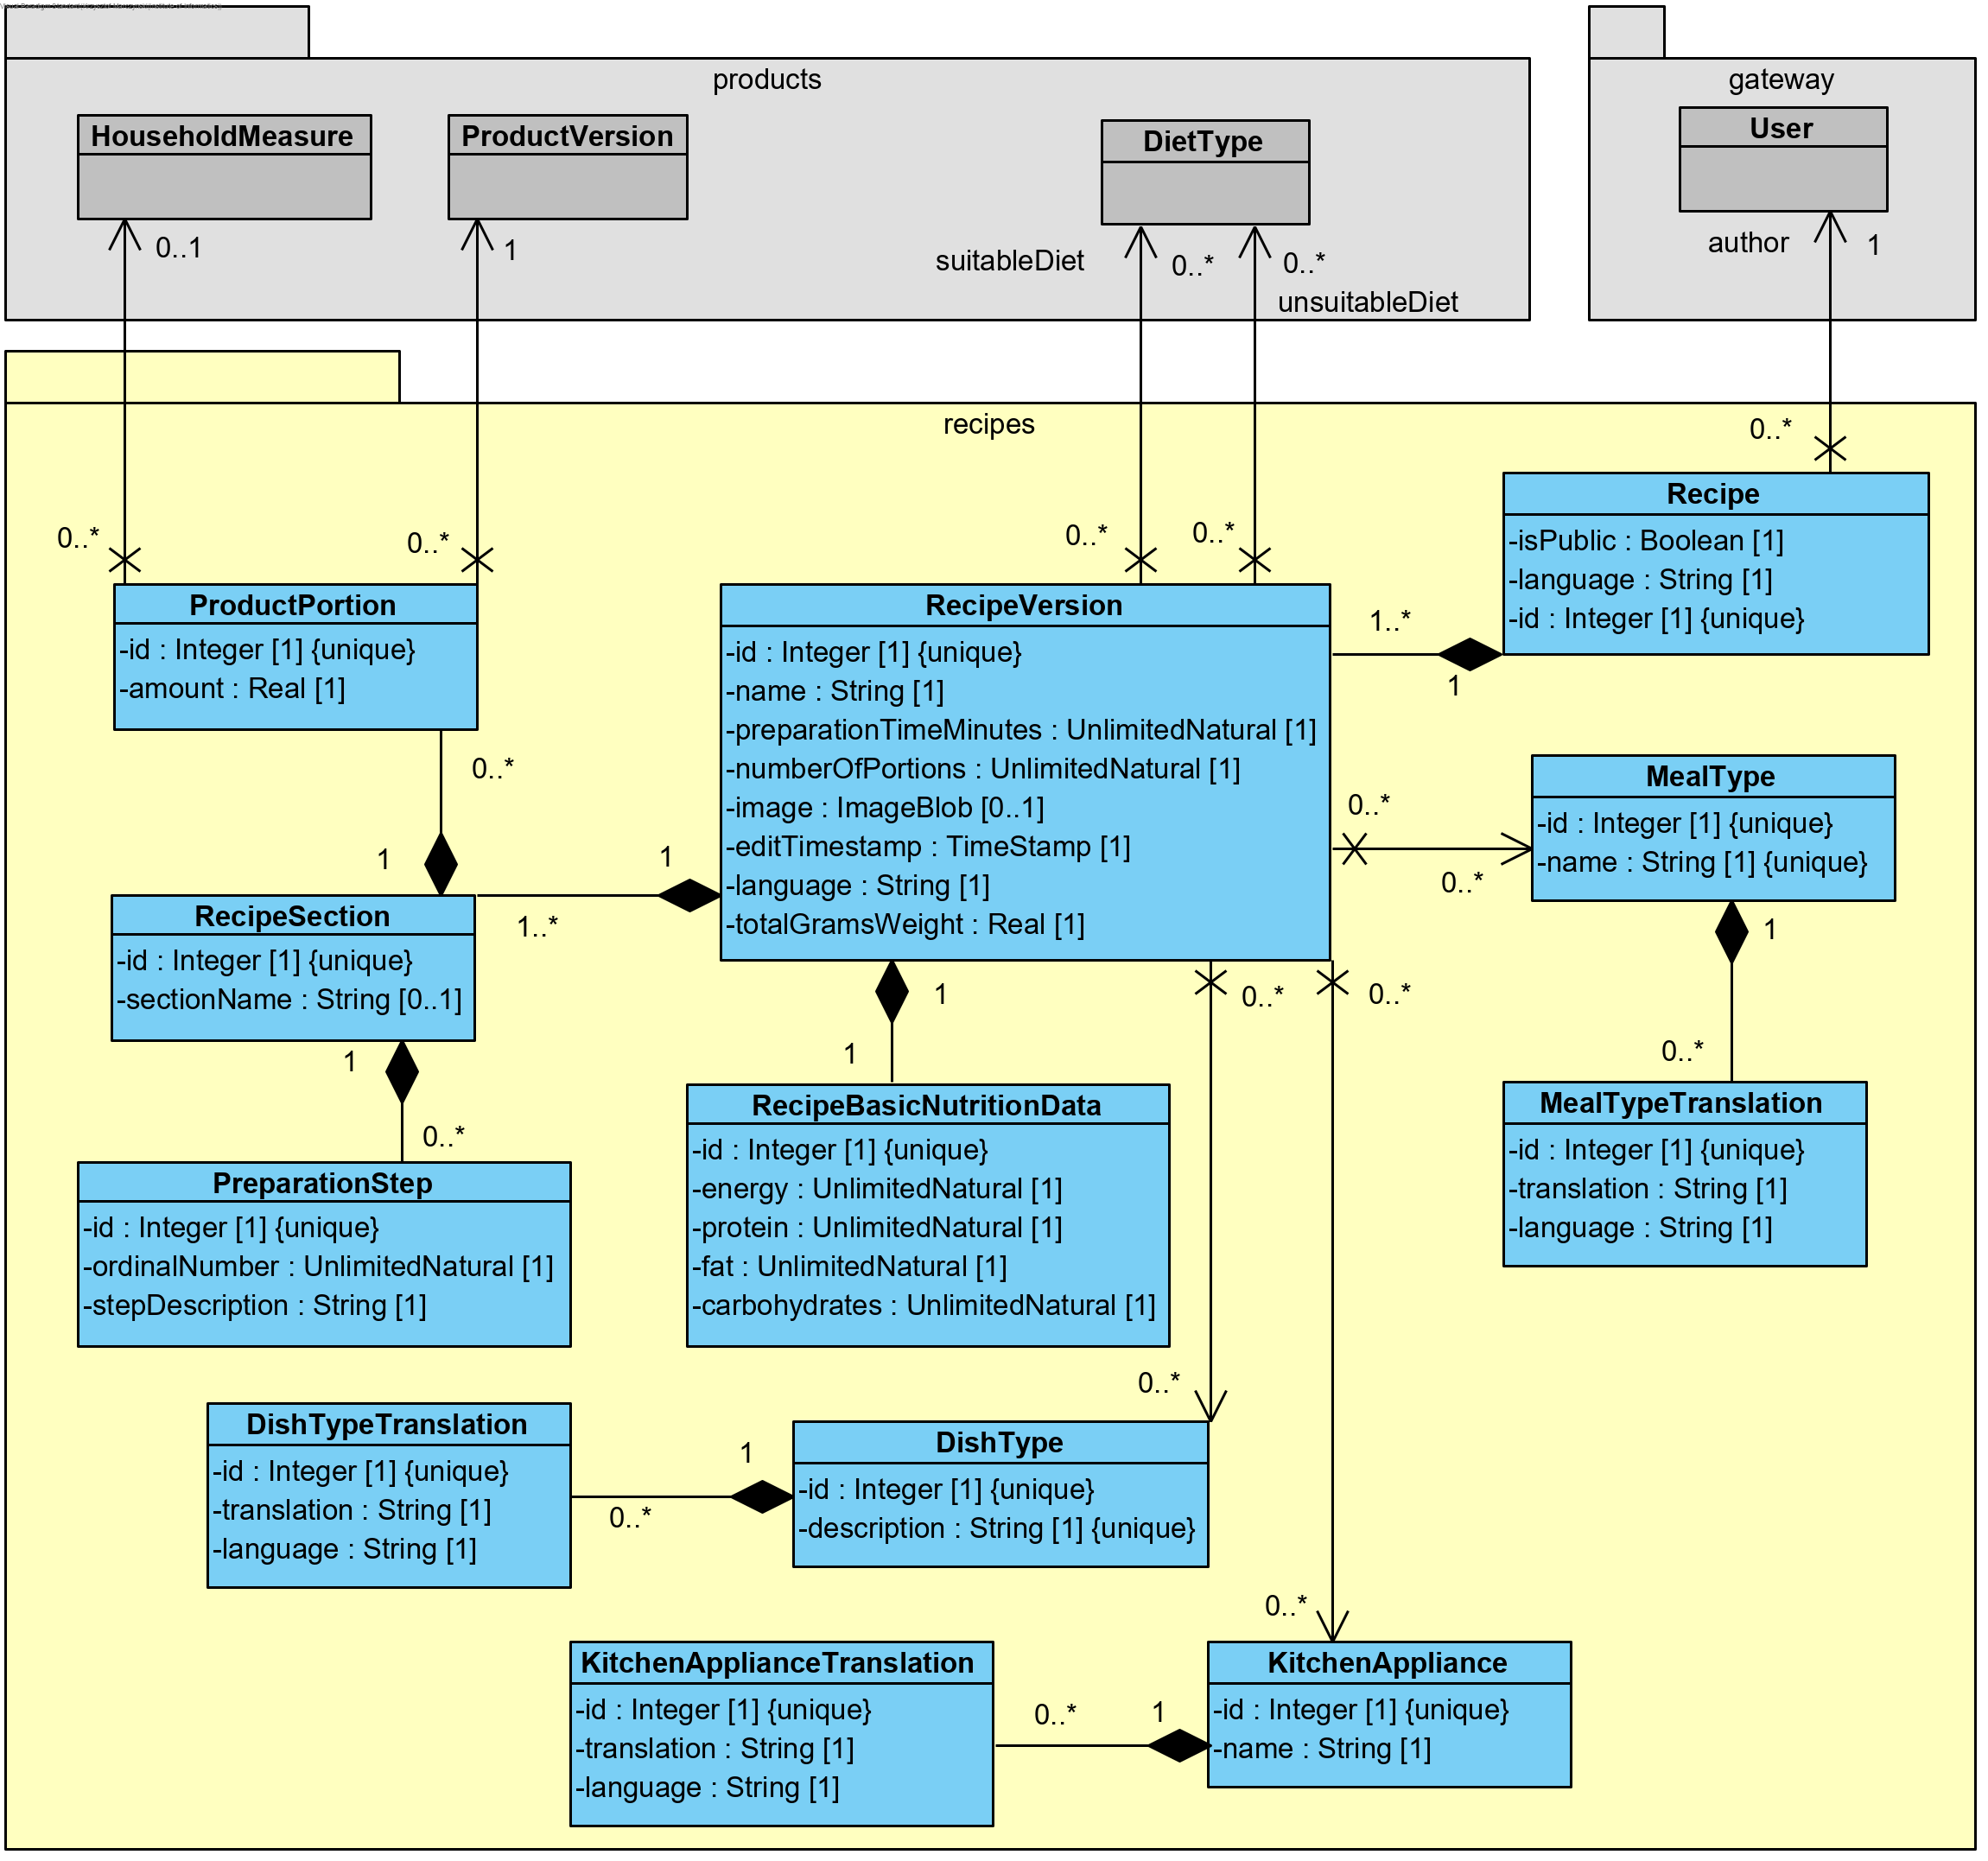 products
gateway
HouseholdMeasure
ProductVersion
DietType
User
0..1
1
suitableDiet
0..*
0..*
unsuitableDiet
author
1
recipes
0..*
0..*
0..*
0..*
0..*
Recipe
-isPublic : Boolean [1]
-language : String [1]
-id : Integer [1] {unique}
ProductPortion
-id : Integer [1] {unique}
-amount : Real [1]
RecipeVersion
-id : Integer [1] {unique}
-name : String [1]
-preparationTimeMinutes : UnlimitedNatural [1]
-numberOfPortions : UnlimitedNatural [1]
-image : ImageBlob [0..1]
-editTimestamp : TimeStamp [1]
-language : String [1]
-totalGramsWeight : Real [1]
1..*
1
0..*
1
1
1..*
0..*
0..*
MealType
-id : Integer [1] {unique}
-name : String [1] {unique}
RecipeSection
-id : Integer [1] {unique}
-sectionName : String [0..1]
1
0..*
1
1
0..*
0..*
1
0..*
PreparationStep
-id : Integer [1] {unique}
-ordinalNumber : UnlimitedNatural [1]
-stepDescription : String [1]
RecipeBasicNutritionData
-id : Integer [1] {unique}
-energy : UnlimitedNatural [1]
-protein : UnlimitedNatural [1]
-fat : UnlimitedNatural [1]
-carbohydrates : UnlimitedNatural [1]
MealTypeTranslation
-id : Integer [1] {unique}
-translation : String [1]
-language : String [1]
0..*
DishTypeTranslation
-id : Integer [1] {unique}
-translation : String [1]
-language : String [1]
1
0..*
DishType
-id : Integer [1] {unique}
-description : String [1] {unique}
0..*
KitchenApplianceTranslation
-id : Integer [1] {unique}
-translation : String [1]
-language : String [1]
0..*
1
KitchenAppliance
-id : Integer [1] {unique}
-name : String [1]